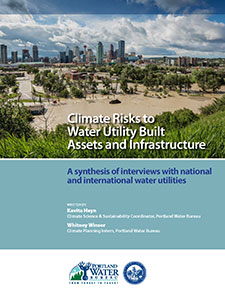 Climate Risks to
Water Utility Built
Assets and Infrastructure
A synthesis of interviews with national
and international water utilities
Kavita Heyn
Climate Science & Sustainability Coordinator, Portland Water Bureau
Whitney Winsor
Climate Planning Intern, Portland Water Bureau
PORTLAND
WATER
BUREAU
FROM FOREST TO FAUCET